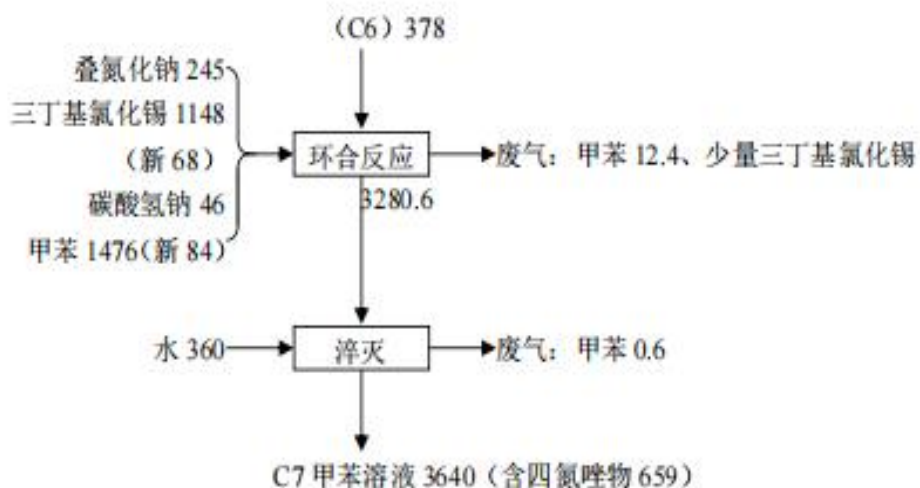 （C6）378
叠氮化钠 245
三丁基氯化锡 1148
（新 68）
碳酸氢钠 46
甲苯 1476(新 84)
环合反应
废气：甲苯 12.4、少量三丁基氯化锡
3280.6
水 360
淬灭
废气：甲苯 0.6
C7 甲苯溶液 3640（含四氮唑物 659）